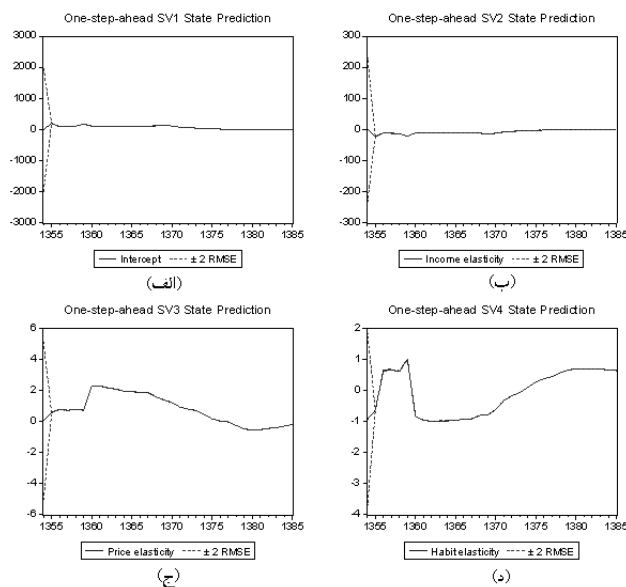 One-step-ahead SV1 State Prediction
3000
2000
1000
0
-1000
-2000
-3000
1355 1360 1365 1370 1375 1380 1385
Intercept ± 2 RMSE
(الف)
One-step-ahead SV2 State Prediction
300
200
100
0
-100
-200
-300
1355 1360 1365 1370 1375 1380 1385
Income elasticity ± 2 RMSE
(ب)
One-step-ahead SV3 State Prediction
6
4
2
0
-2
-4
-6
1355 1360 1365 1370 1375 1380 1385
Price elasticity ± 2 RMSE
(ج)
One-step-ahead SV4 State Prediction
2
1
0
-1
-2
-3
-4
1355 1360 1365 1370 1375 1380 1385
Habit elasticity ± 2 RMSE
(د)